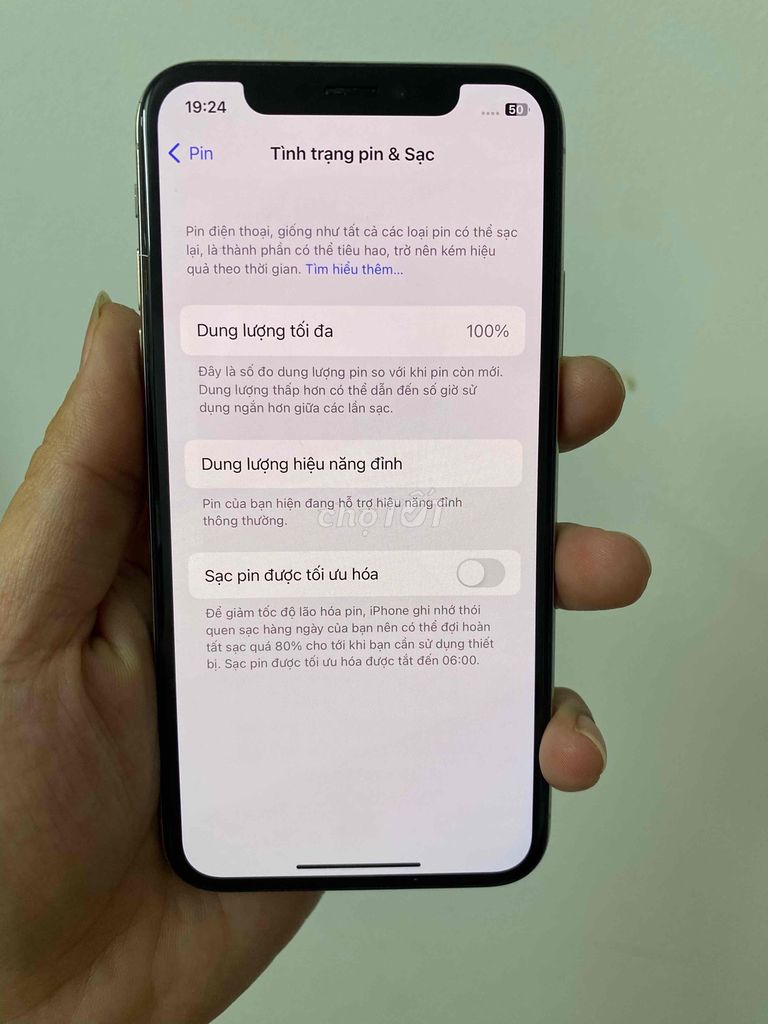 19:24
50
Pin
Tình trạng pin & Sạc
Pin điện thoại, giống như tất cả các loại pin có thể sạc
lại, là thành phần có thể tiêu hao, trở nên kém hiệu
quả theo thời gian. Tìm hiểu thêm...
Dung lượng tối đa 100%
Đây là số đo dung lượng pin so với khi pin còn mới.
Dung lượng thấp hơn có thể dẫn đến số giờ sử
dụng ngắn hơn giữa các lần sạc.
Dung lượng hiệu năng đỉnh
Pin của bạn hiện đang hỗ trợ hiệu năng đỉnh
thông thường.
chợTỐT
Sạc pin được tối ưu hóa
Để giảm tốc độ lão hóa pin, iPhone ghi nhớ thói
quen sạc hàng ngày của bạn nên có thể đợi hoàn
tất sạc quá 80% cho tới khi bạn cần sử dụng thiết
bị. Sạc pin được tối ưu hóa được tắt đến 06:00.